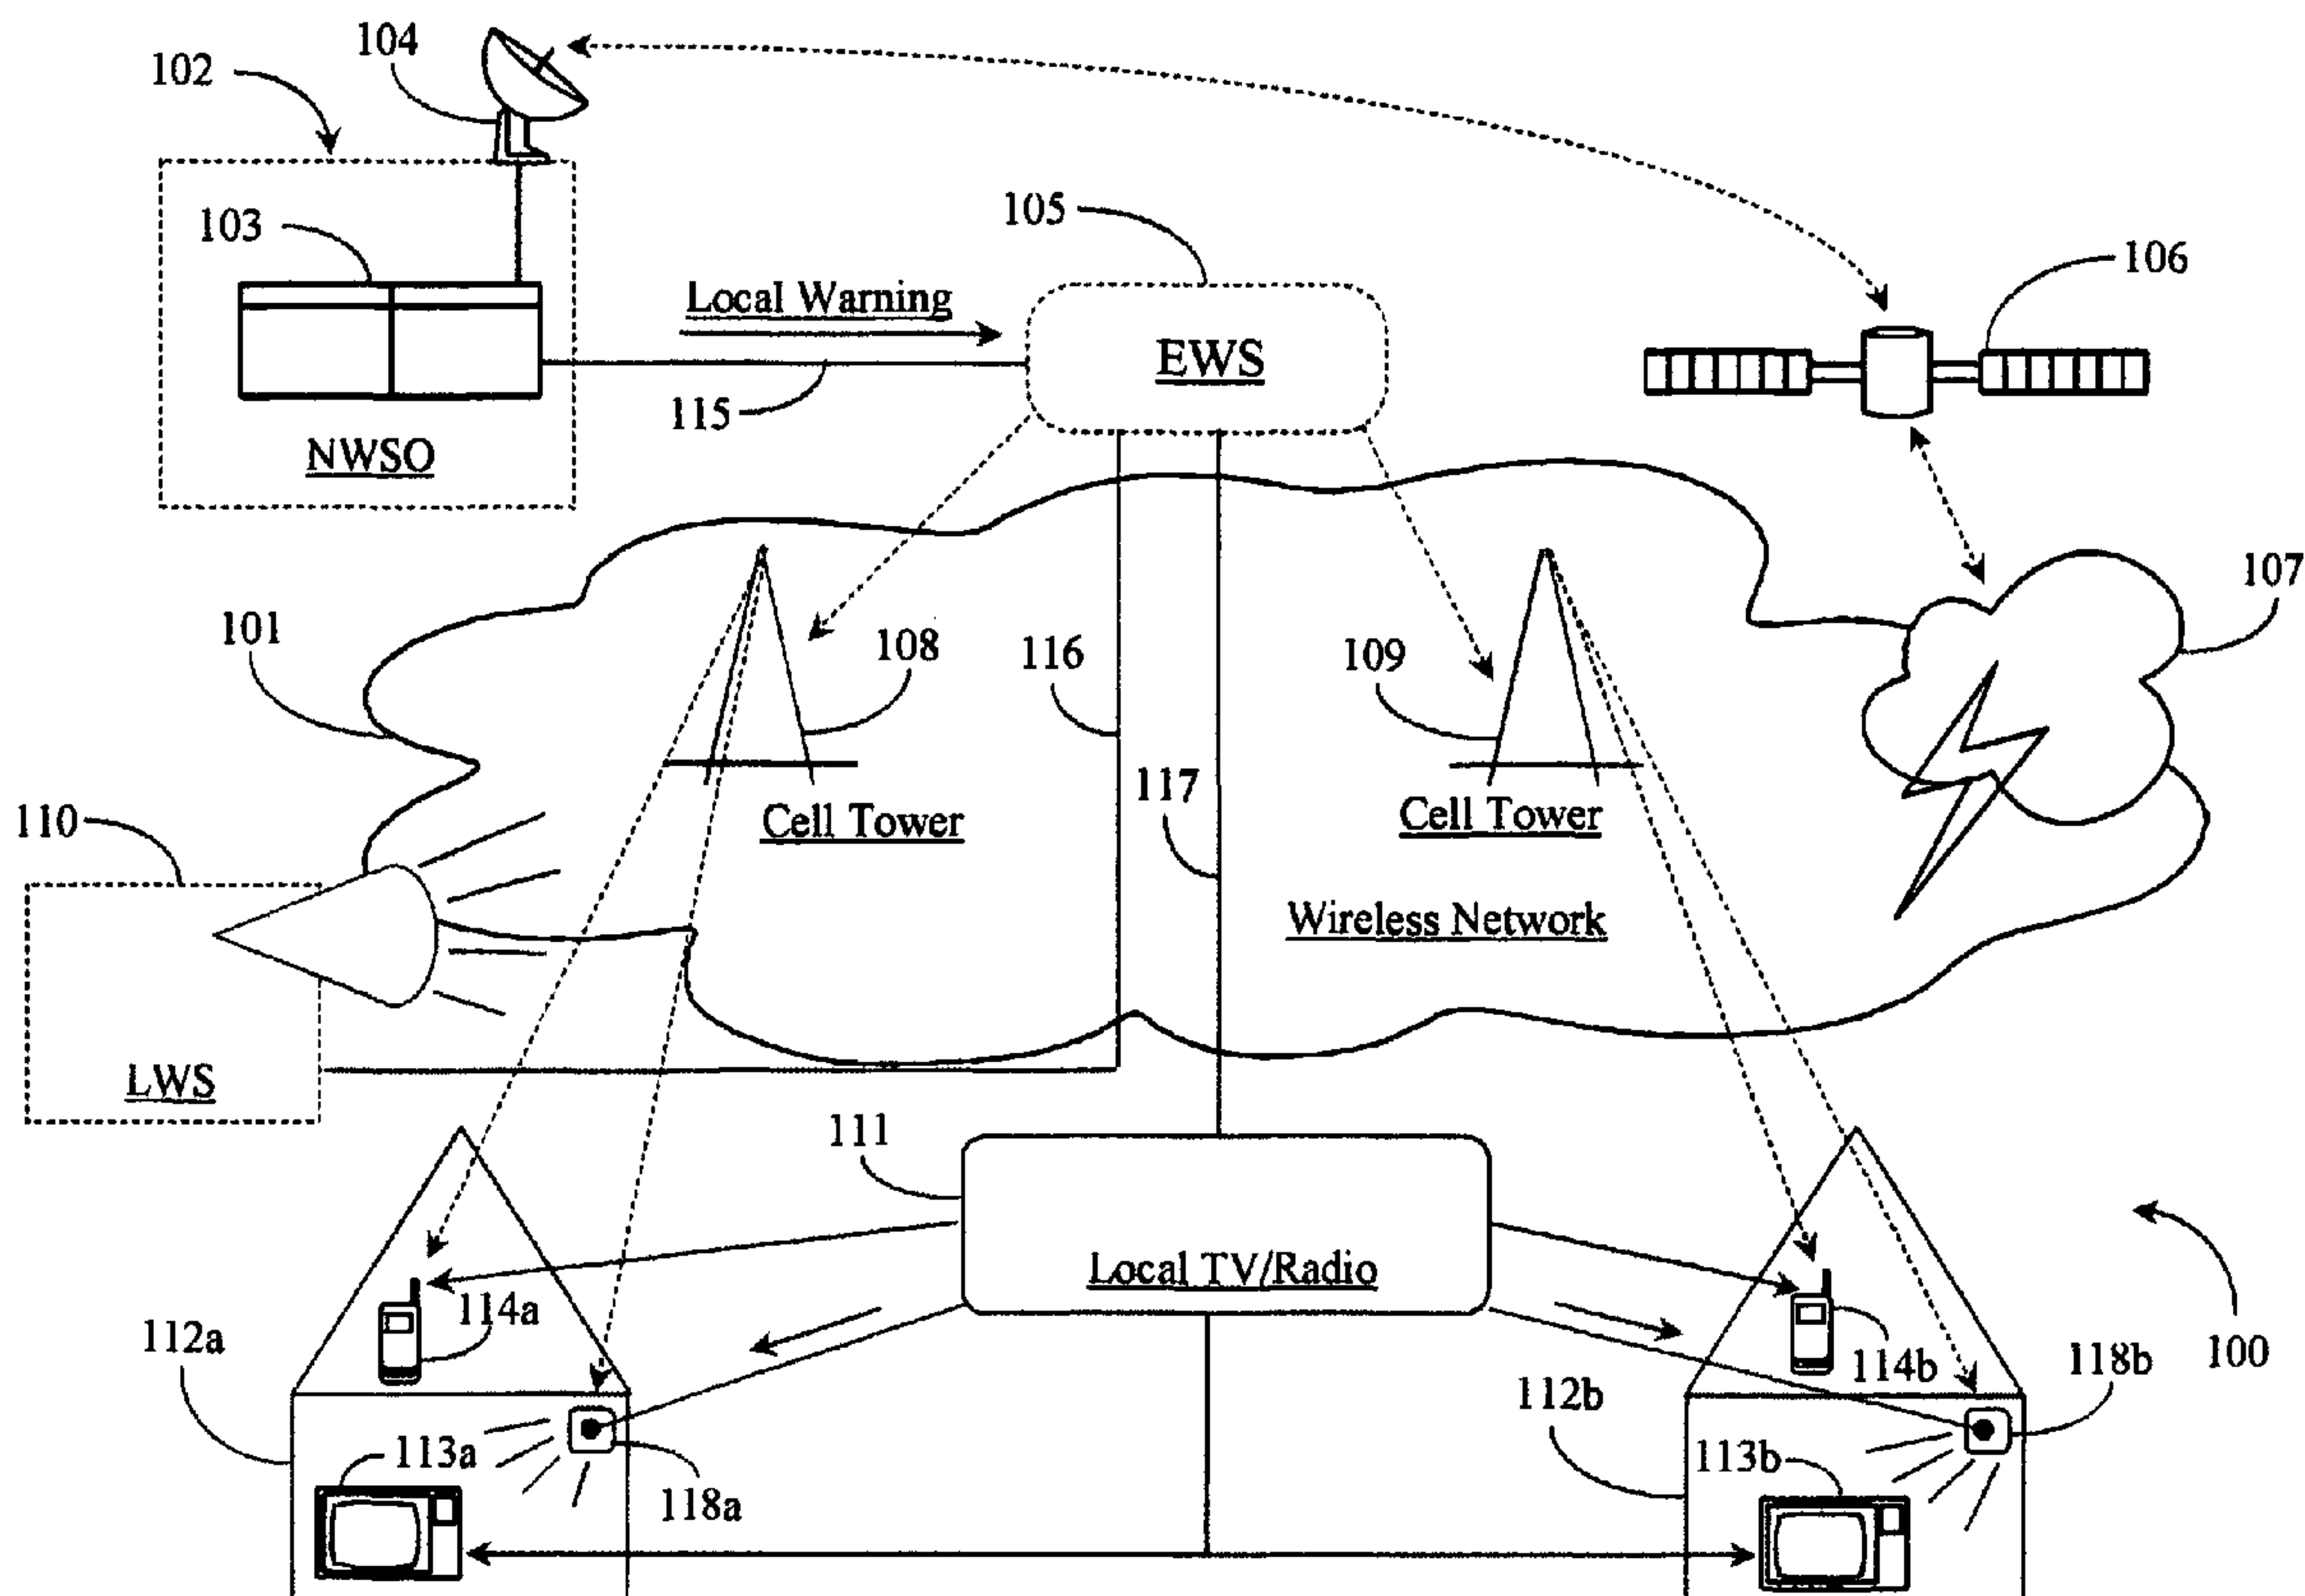 104
102
105
103
106
Local Warning
EWS
115
NWSO
107
101
108
116
109
117
110
Cell Tower
Cell Tower
Wireless Network
LWS
111
Local TV/Radio
114a
112a
114b
118b
100
112b
113a
113b
118a